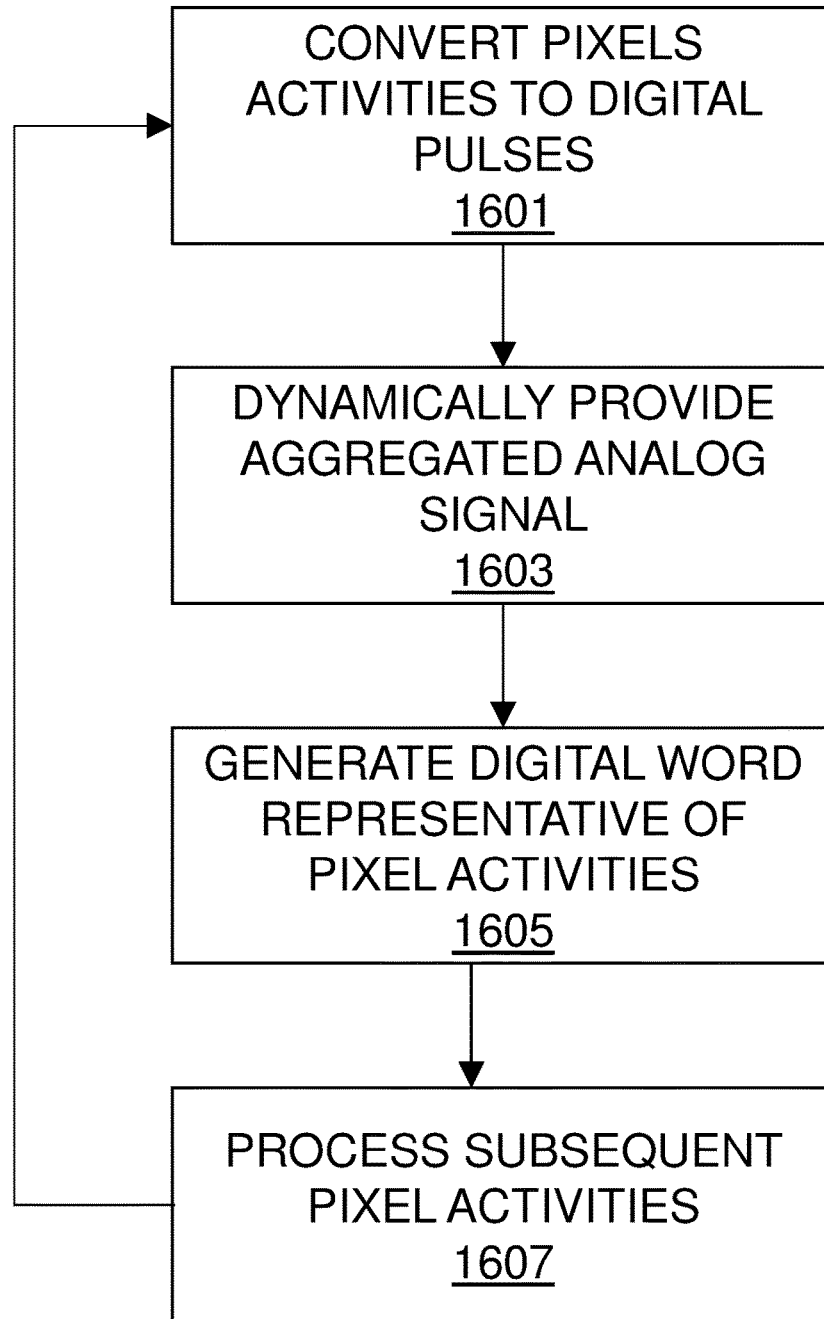 CONVERT PIXELS
ACTIVITIES TO DIGITAL
PULSES
1601
DYNAMICALLY PROVIDE
AGGREGATED ANALOG
SIGNAL
1603
GENERATE DIGITAL WORD
REPRESENTATIVE OF
PIXEL ACTIVITIES
1605
PROCESS SUBSEQUENT
PIXEL ACTIVITIES
1607